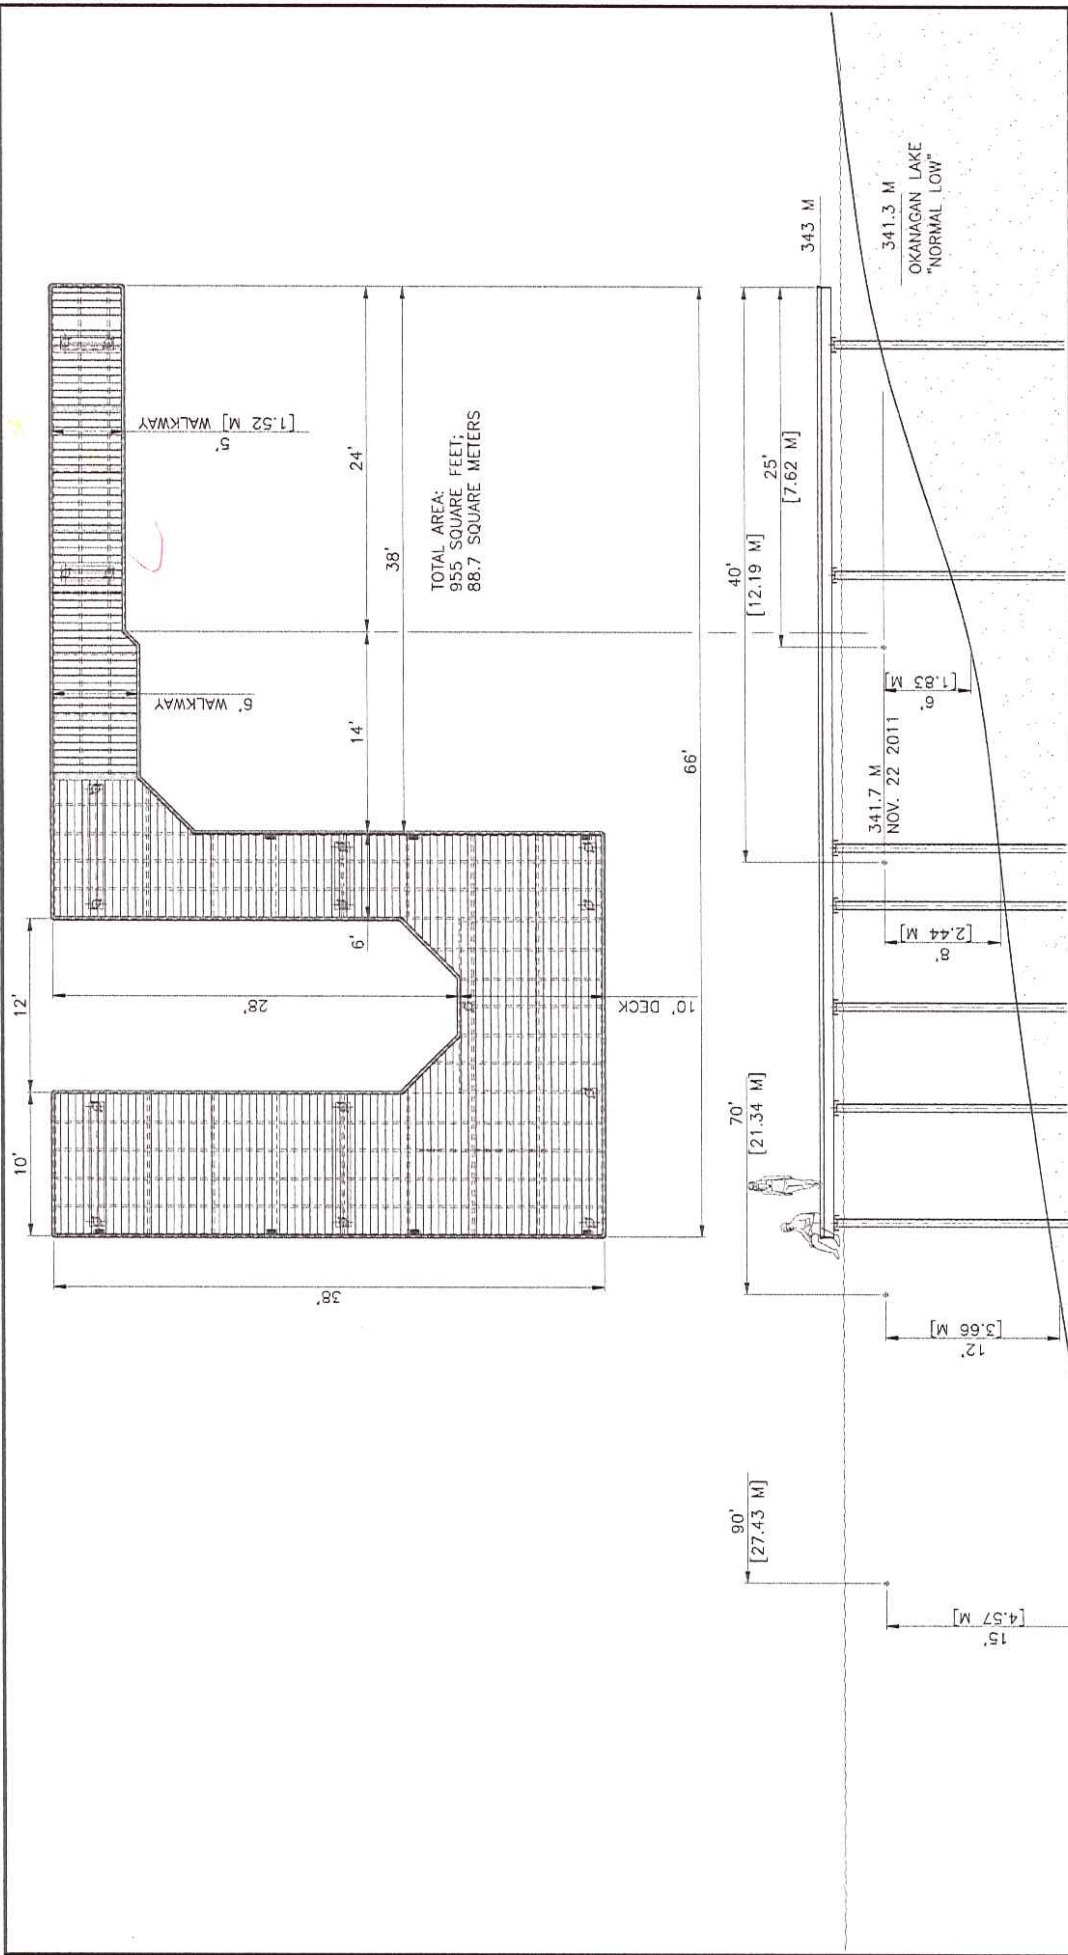 10'
12'
5'
[1.52 M] WALKWAY
6' WALKWAY
24'
38'
14'
6'
28'
10' DECK
38'
TOTAL AREA:
955 SQUARE FEET;
88.7 SQUARE METERS
66'
343 M
341.3 M
OKANAGAN LAKE
"NORMAL LOW"
40'
[12.19 M]
25'
[7.62 M]
6'
[1.83 M]
341.7 M
NOV. 22 2011
8'
[2.44 M]
70'
[21.34 M]
12'
[3.66 M]
90'
[27.43 M]
15'
[4.57 M]